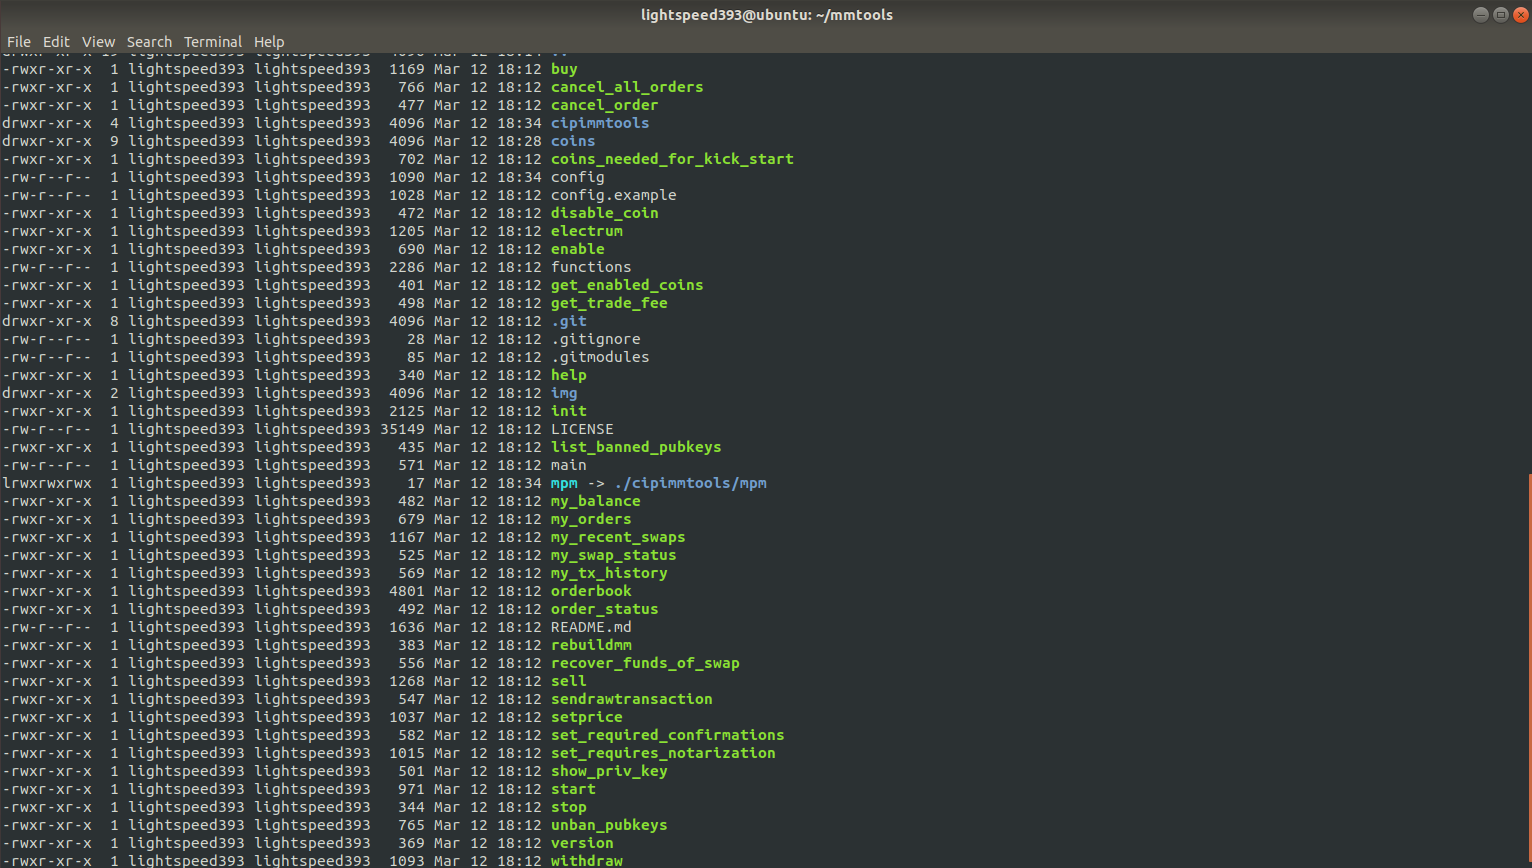 lightspeed393@ubuntu: ~/mmtools
File Edit View Search Terminal Help
-rwxr-xr-x  1 lightspeed393 lightspeed393  1169 Mar 12 18:12 buy
-rwxr-xr-x  1 lightspeed393 lightspeed393   766 Mar 12 18:12 cancel_all_orders
-rwxr-xr-x  1 lightspeed393 lightspeed393   477 Mar 12 18:12 cancel_order
drwxr-xr-x  4 lightspeed393 lightspeed393  4096 Mar 12 18:34 cipimmtools
drwxr-xr-x  9 lightspeed393 lightspeed393  4096 Mar 12 18:28 coins
-rwxr-xr-x  1 lightspeed393 lightspeed393   702 Mar 12 18:12 coins_needed_for_kick_start
-rw-r--r--  1 lightspeed393 lightspeed393  1090 Mar 12 18:34 config
-rw-r--r--  1 lightspeed393 lightspeed393  1028 Mar 12 18:12 config.example
-rwxr-xr-x  1 lightspeed393 lightspeed393   472 Mar 12 18:12 disable_coin
-rwxr-xr-x  1 lightspeed393 lightspeed393  1205 Mar 12 18:12 electrum
-rwxr-xr-x  1 lightspeed393 lightspeed393   690 Mar 12 18:12 enable
-rw-r--r--  1 lightspeed393 lightspeed393  2286 Mar 12 18:12 functions
-rwxr-xr-x  1 lightspeed393 lightspeed393   401 Mar 12 18:12 get_enabled_coins
-rwxr-xr-x  1 lightspeed393 lightspeed393   498 Mar 12 18:12 get_trade_fee
drwxr-xr-x  8 lightspeed393 lightspeed393  4096 Mar 12 18:12 .git
-rw-r--r--  1 lightspeed393 lightspeed393    28 Mar 12 18:12 .gitignore
-rw-r--r--  1 lightspeed393 lightspeed393    85 Mar 12 18:12 .gitmodules
-rwxr-xr-x  1 lightspeed393 lightspeed393   340 Mar 12 18:12 help
drwxr-xr-x  2 lightspeed393 lightspeed393  4096 Mar 12 18:12 img
-rwxr-xr-x  1 lightspeed393 lightspeed393  2125 Mar 12 18:12 init
-rw-r--r--  1 lightspeed393 lightspeed393 35149 Mar 12 18:12 LICENSE
-rwxr-xr-x  1 lightspeed393 lightspeed393   435 Mar 12 18:12 list_banned_pubkeys
-rw-r--r--  1 lightspeed393 lightspeed393   571 Mar 12 18:12 main
lrwxrwxrwx  1 lightspeed393 lightspeed393    17 Mar 12 18:34 mpm -> ./cipimmtools/mpm
-rwxr-xr-x  1 lightspeed393 lightspeed393   482 Mar 12 18:12 my_balance
-rwxr-xr-x  1 lightspeed393 lightspeed393   679 Mar 12 18:12 my_orders
-rwxr-xr-x  1 lightspeed393 lightspeed393  1167 Mar 12 18:12 my_recent_swaps
-rwxr-xr-x  1 lightspeed393 lightspeed393   525 Mar 12 18:12 my_swap_status
-rwxr-xr-x  1 lightspeed393 lightspeed393   569 Mar 12 18:12 my_tx_history
-rwxr-xr-x  1 lightspeed393 lightspeed393  4801 Mar 12 18:12 orderbook
-rwxr-xr-x  1 lightspeed393 lightspeed393   492 Mar 12 18:12 order_status
-rw-r--r--  1 lightspeed393 lightspeed393  1636 Mar 12 18:12 README.md
-rwxr-xr-x  1 lightspeed393 lightspeed393   383 Mar 12 18:12 rebuildmm
-rwxr-xr-x  1 lightspeed393 lightspeed393   556 Mar 12 18:12 recover_funds_of_swap
-rwxr-xr-x  1 lightspeed393 lightspeed393  1268 Mar 12 18:12 sell
-rwxr-xr-x  1 lightspeed393 lightspeed393   547 Mar 12 18:12 sendrawtransaction
-rwxr-xr-x  1 lightspeed393 lightspeed393  1037 Mar 12 18:12 setprice
-rwxr-xr-x  1 lightspeed393 lightspeed393   582 Mar 12 18:12 set_required_confirmations
-rwxr-xr-x  1 lightspeed393 lightspeed393  1015 Mar 12 18:12 set_requires_notarization
-rwxr-xr-x  1 lightspeed393 lightspeed393   501 Mar 12 18:12 show_priv_key
-rwxr-xr-x  1 lightspeed393 lightspeed393   971 Mar 12 18:12 start
-rwxr-xr-x  1 lightspeed393 lightspeed393   344 Mar 12 18:12 stop
-rwxr-xr-x  1 lightspeed393 lightspeed393   765 Mar 12 18:12 unban_pubkeys
-rwxr-xr-x  1 lightspeed393 lightspeed393   369 Mar 12 18:12 version
-rwxr-xr-x  1 lightspeed393 lightspeed393  1093 Mar 12 18:12 withdraw